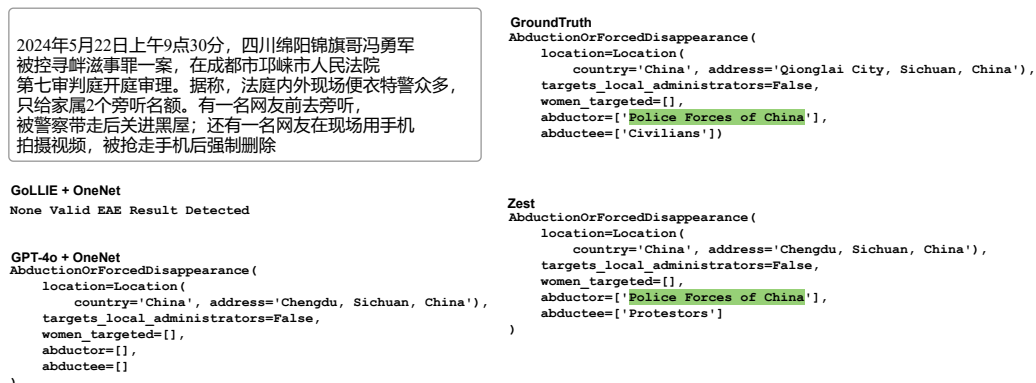 2024年5月22日上午9点30分，四川绵阳锦旗哥冯勇军
被控寻衅滋事罪一案，在成都市邛崃市人民法院
第七审判庭开庭审理。据称，法庭内外现场便衣特警众多，
只给家属2个旁听名额。有一名网友前去旁听，
被警察带走后关进黑屋；还有一名网友在现场用手机
拍摄视频，被抢走手机后强制删除
GoLLIE + OneNet
None Valid EAE Result Detected
GPT-4o + OneNet
AbductionOrForcedDisappearance(
    location=Location(
        country='China', address='Chengdu, Sichuan, China'),
    targets_local_administrators=False,
    women_targeted=[],
    abductor=[],
    abductee=[]
)
GroundTruth
AbductionOrForcedDisappearance(
    location=Location(
        country='China', address='Qionglai City, Sichuan, China'),
    targets_local_administrators=False,
    women_targeted=[],
    abductor=['Police Forces of China'],
    abductee=['Civilians'])
Zest
AbductionOrForcedDisappearance(
    location=Location(
        country='China', address='Chengdu, Sichuan, China'),
    targets_local_administrators=False,
    women_targeted=[],
    abductor=['Police Forces of China'],
    abductee=['Protestors']
)